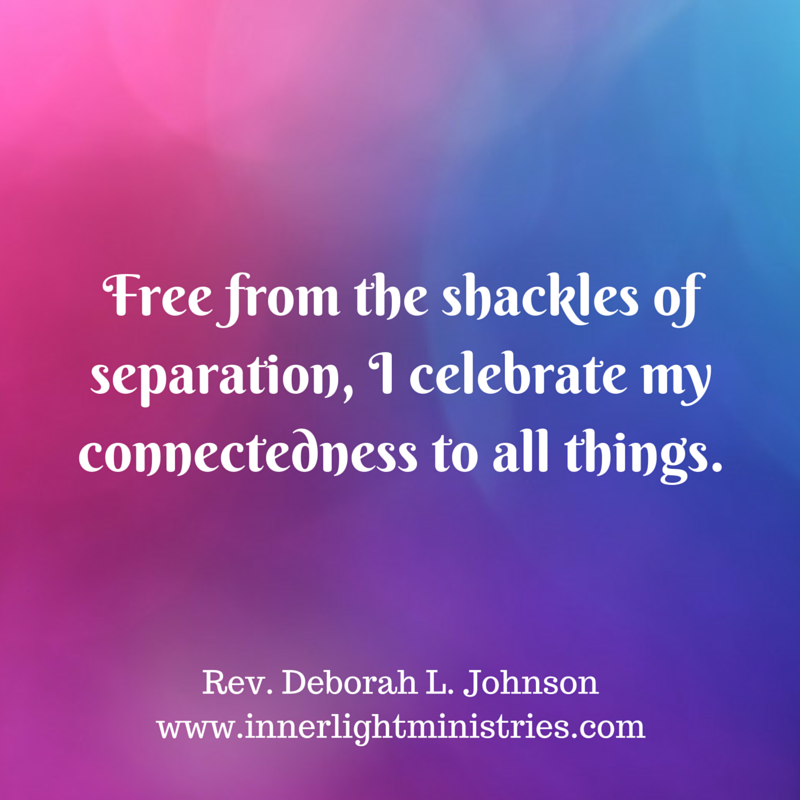 Free from the shackles of
separation, I celebrate my
connectedness to all things.
Rev. Deborah L. Johnson
www.innerlightministries.com